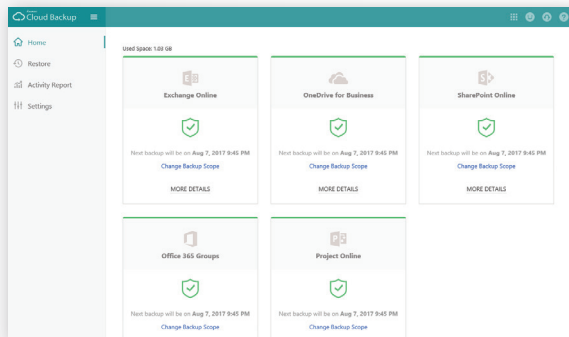 Cloud Backup
Home
Restore
Activity Report
Settings
Used Space: 1.03 GB
Exchange Online
Next backup will be on Aug 7, 2017 9:45 PM
Change Backup Scope
MORE DETAILS
OneDrive for Business
Next backup will be on Aug 7, 2017 9:45 PM
Change Backup Scope
MORE DETAILS
SharePoint Online
Next backup will be on Aug 7, 2017 9:45 PM
Change Backup Scope
MORE DETAILS
Office 365 Groups
Next backup will be on Aug 7, 2017 9:45 PM
Change Backup Scope
Project Online
Next backup will be on Aug 7, 2017 9:45 PM
Change Backup Scope